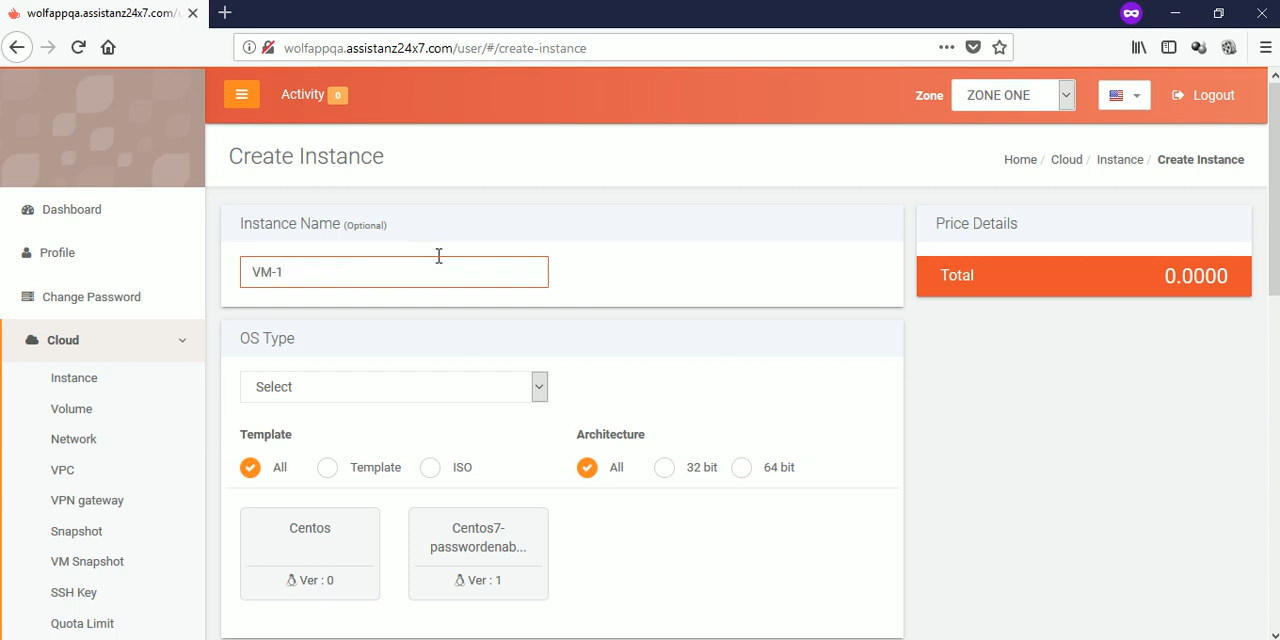 wolfappqa.assistanz24x7.com/u
wolfappqa.assistanz24x7.com/user/#/create-instance
Activity 0
Zone ZONE ONE
Logout
Create Instance
Home / Cloud / Instance / Create Instance
Dashboard
Profile
Change Password
Cloud
Instance
Volume
Network
VPC
VPN gateway
Snapshot
VM Snapshot
SSH Key
Quota Limit
Instance Name (Optional)
VM-1
OS Type
Select
Template
All Template ISO
Architecture
All 32 bit 64 bit
Centos
Ver : 0
Centos7-
passwordenab...
Ver : 1
Price Details
Total 0.0000